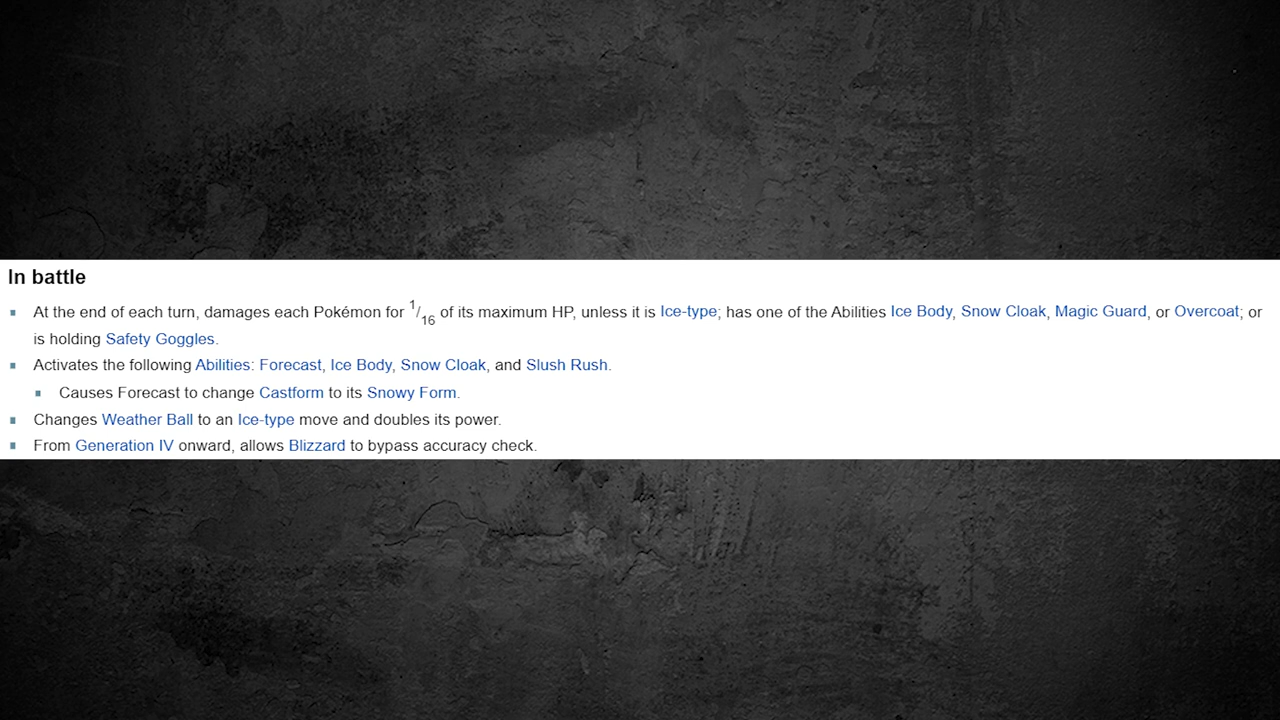 In battle
At the end of each turn, damages each Pokémon for 1/16 of its maximum HP, unless it is Ice-type; has one of the Abilities Ice Body, Snow Cloak, Magic Guard, or Overcoat; or
is holding Safety Goggles.
Activates the following Abilities: Forecast, Ice Body, Snow Cloak, and Slush Rush.
Causes Forecast to change Castform to its Snowy Form.
Changes Weather Ball to an Ice-type move and doubles its power.
From Generation IV onward, allows Blizzard to bypass accuracy check.